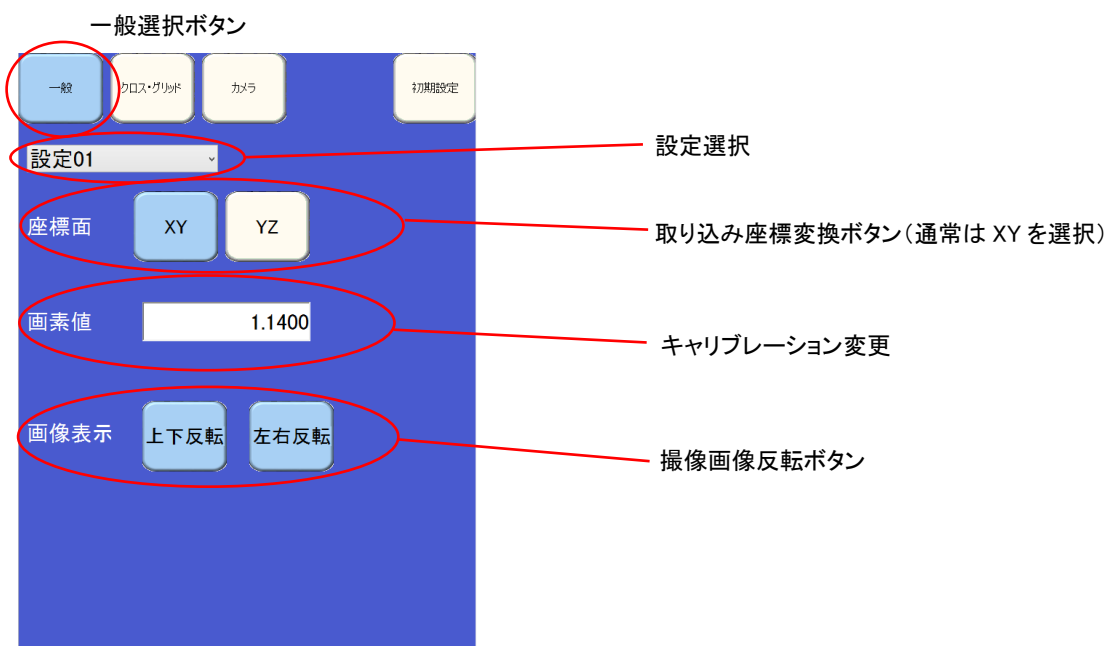 一般選択ボタン
一般 クロス・グリッド カメラ 初期設定
設定01
設定選択
座標面 XY YZ
取り込み座標変換ボタン(通常は XY を選択)
画素値 1.1400
キャリブレーション変更
画像表示 上下反転 左右反転
撮像画像反転ボタン